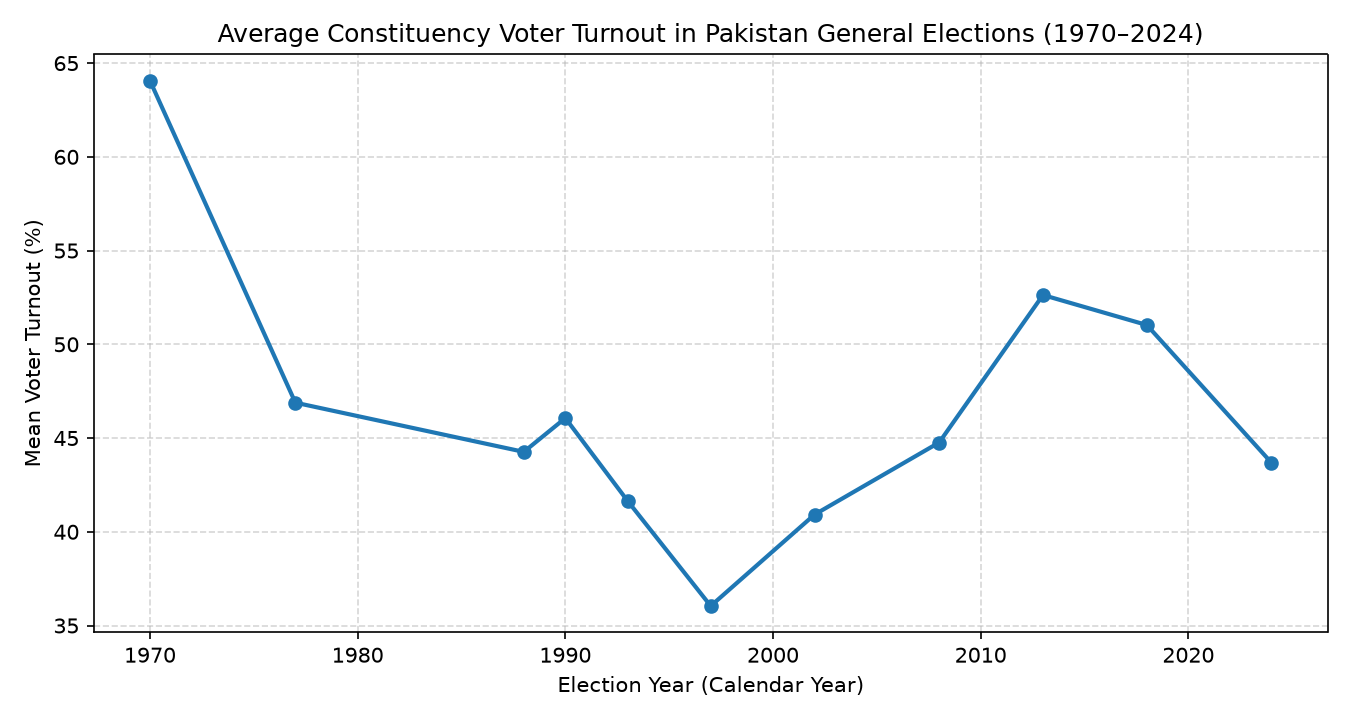 Average Constituency Voter Turnout in Pakistan General Elections (1970–2024)
Mean Voter Turnout (%)
65
60
55
50
45
40
35
1970 1980 1990 2000 2010 2020
Election Year (Calendar Year)